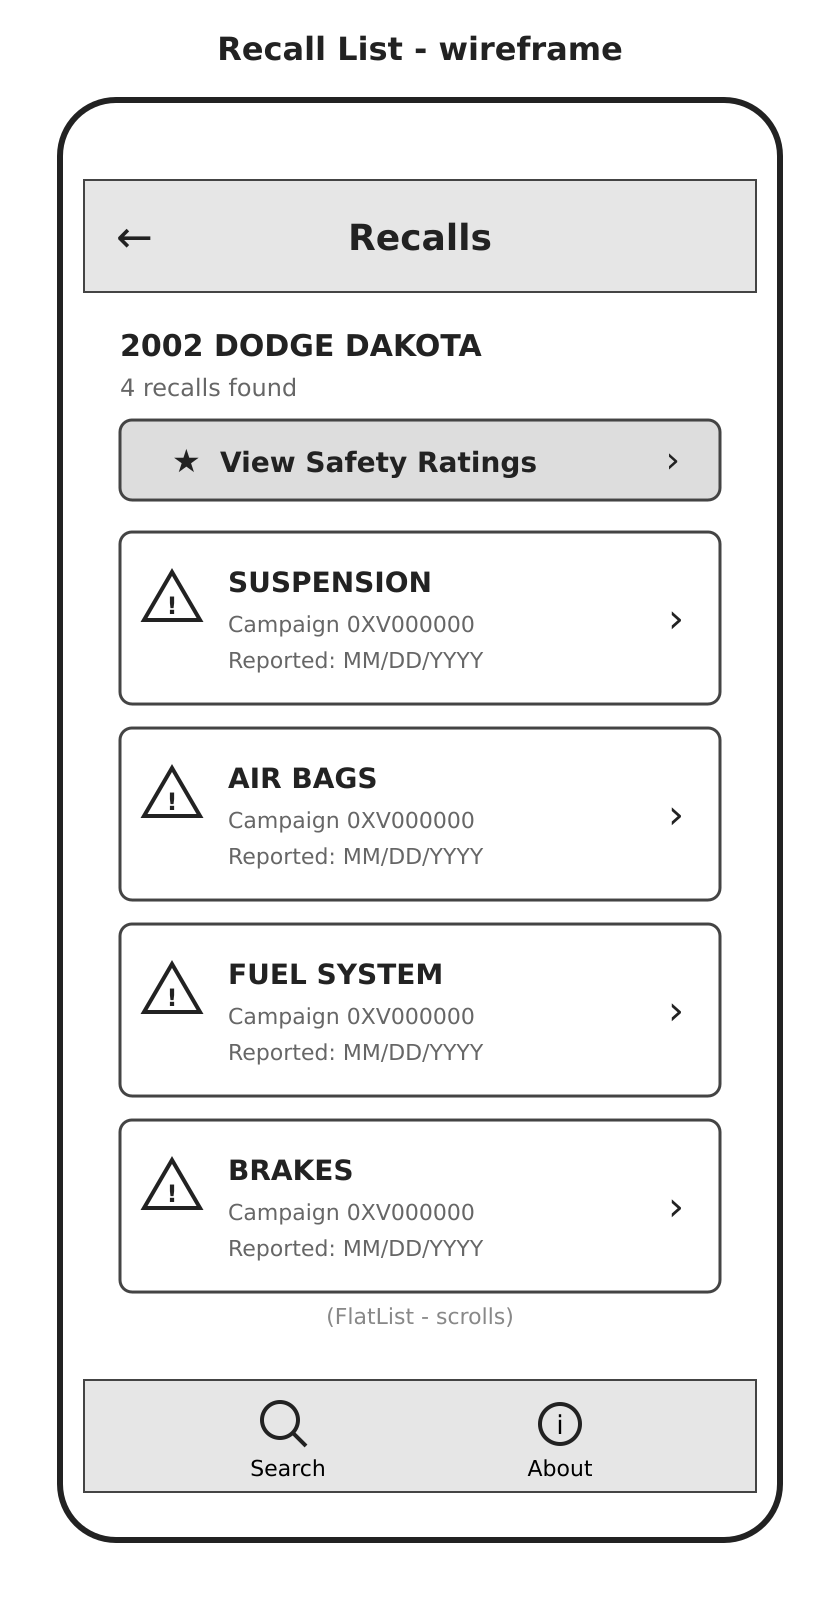 Recall List - wireframe
← Recalls
2002 DODGE DAKOTA
4 recalls found
★ View Safety Ratings ›
! SUSPENSION
Campaign 0XV000000
›
Reported: MM/DD/YYYY
! AIR BAGS
Campaign 0XV000000
›
Reported: MM/DD/YYYY
! FUEL SYSTEM
Campaign 0XV000000
›
Reported: MM/DD/YYYY
! BRAKES
Campaign 0XV000000
›
Reported: MM/DD/YYYY
(FlatList - scrolls)
i
Search About